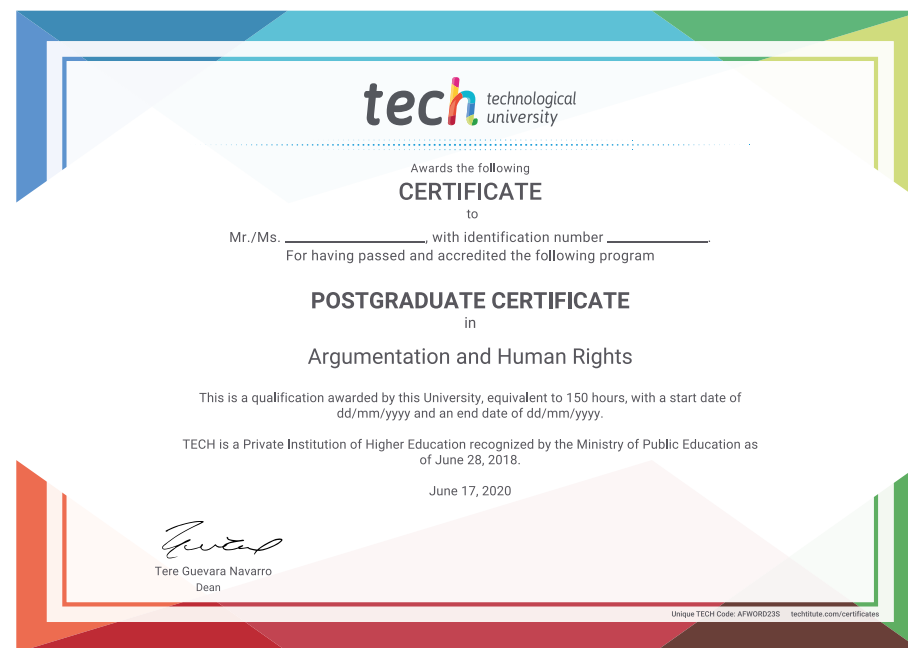 tech technological
university
Awards the following
CERTIFICATE
to
Mr./Ms. ____________________, with identification number ______________.
For having passed and accredited the following program
POSTGRADUATE CERTIFICATE
in
Argumentation and Human Rights
This is a qualification awarded by this University, equivalent to 150 hours, with a start date of
dd/mm/yyyy and an end date of dd/mm/yyyy.
TECH is a Private Institution of Higher Education recognized by the Ministry of Public Education as
of June 28, 2018.
June 17, 2020
Tere Guevara Navarro
Dean
Unique TECH Code: AFWORD23S techtitute.com/certificates